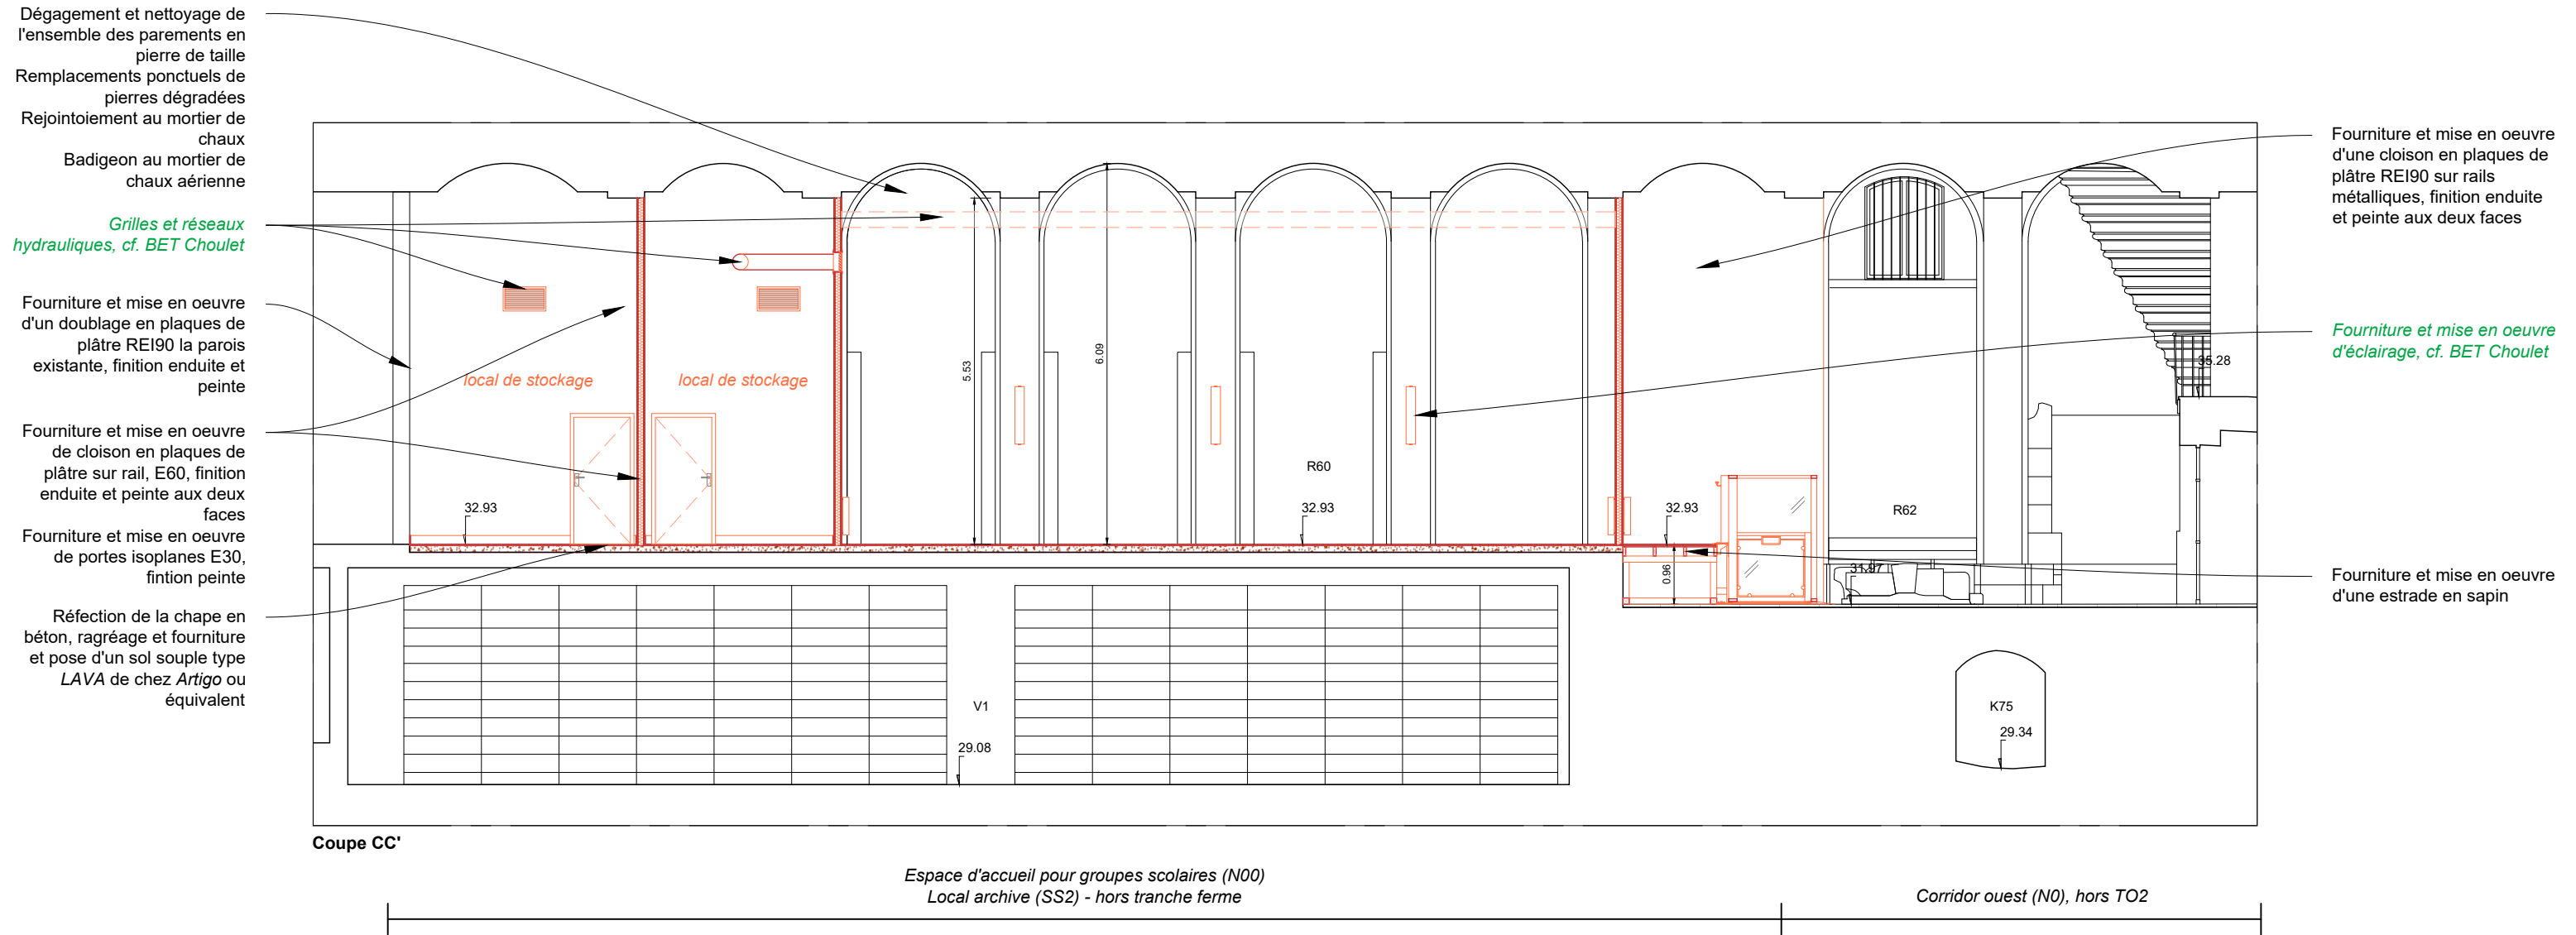 Dégagement et nettoyage de
l'ensemble des parements en
pierre de taille
Remplacements ponctuels de
pierres dégradées
Rejointoiement au mortier de
chaux
Badigeon au mortier de
chaux aérienne
Grilles et réseaux
hydrauliques, cf. BET Choulet
Fourniture et mise en oeuvre
d'un doublage en plaques de
plâtre REI90 la parois
existante, finition enduite et
peinte
Fourniture et mise en oeuvre
de cloison en plaques de
plâtre sur rail, E60, finition
enduite et peinte aux deux
faces
Fourniture et mise en oeuvre
de portes isoplanes E30,
fintion peinte
Réfection de la chape en
béton, ragréage et fourniture
et pose d'un sol souple type
LAVA de chez Artigo ou
équivalent
local de stockage
local de stockage
32.93
5.53
6.09
R60
32.93
32.93
0.96
R62
31.97
35.28
V1
29.08
K75
29.34
Fourniture et mise en oeuvre
d'une cloison en plaques de
plâtre REI90 sur rails
métalliques, finition enduite
et peinte aux deux faces
Fourniture et mise en oeuvre
d'éclairage, cf. BET Choulet
Fourniture et mise en oeuvre
d'une estrade en sapin
Coupe CC'
Espace d'accueil pour groupes scolaires (N00)
Local archive (SS2) - hors tranche ferme
Corridor ouest (N0), hors TO2